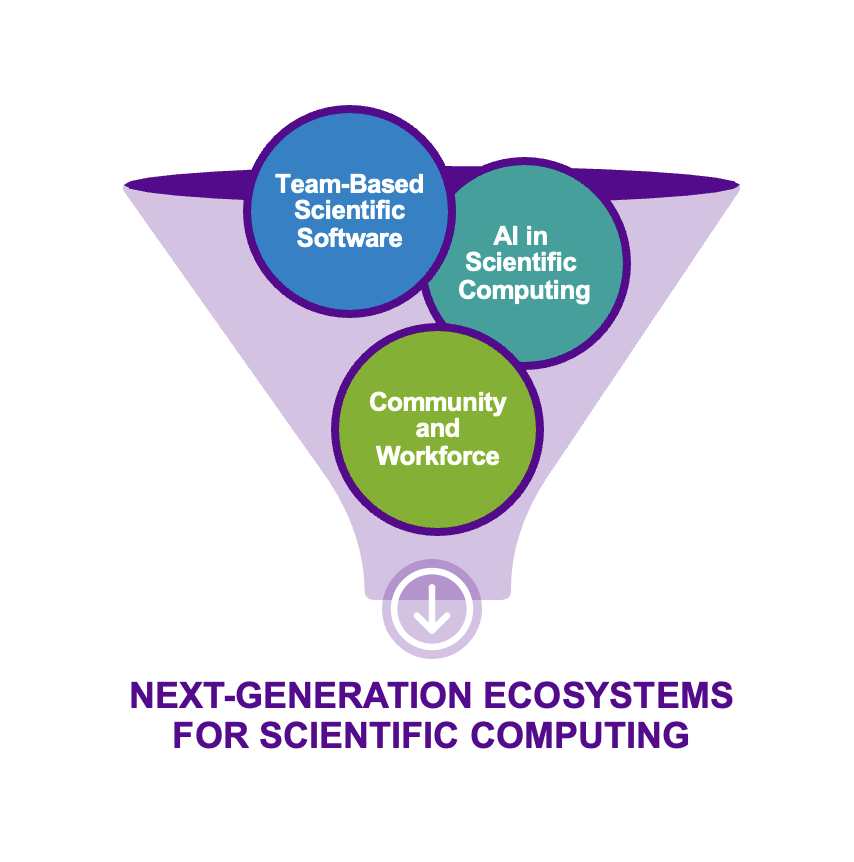 Team-Based
Scientific
Software
AI in
Scientific
Computing
Community
and
Workforce
NEXT-GENERATION ECOSYSTEMS
FOR SCIENTIFIC COMPUTING